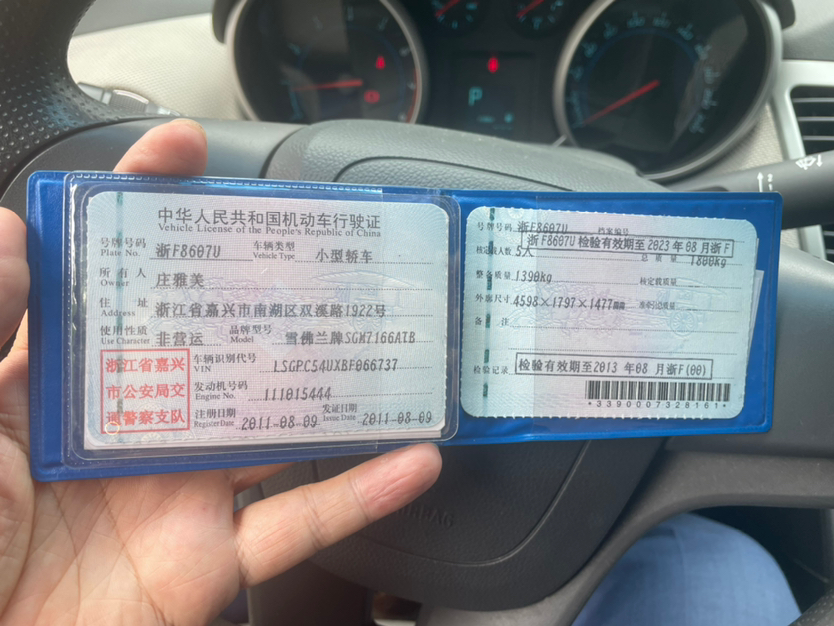 中华人民共和国机动车行驶证
Vehicle License of the People's Republic of China
号牌号码 浙F8607U 车辆类型 小型轿车
Plate No. Vehicle Type
所有人 庄雅美
Owner
住址 浙江省嘉兴市南湖区双溪路1922号
Address
使用性质 非营运 品牌型号 雪佛兰牌SGM7166ATB
Use Character Model
浙江省嘉兴
市公安局交
通警察支队
车辆识别代号 LSGPC54UXBF066737
VIN
发动机号码 111015444
Engine No.
注册日期 2011-08-09 发证日期 2011-08-09
Register Date Issue Date
号牌号码 浙F8607U 档案编号
浙F8607U 检验有效期至2023年08月浙F
核定载人数 5人 总质量 1800kg
整备质量 1390kg 核定载质量
外廓尺寸 4598×1797×1477
备注
检验记录 检验有效期至2013年08月浙F(00)
*3390007328161*
P